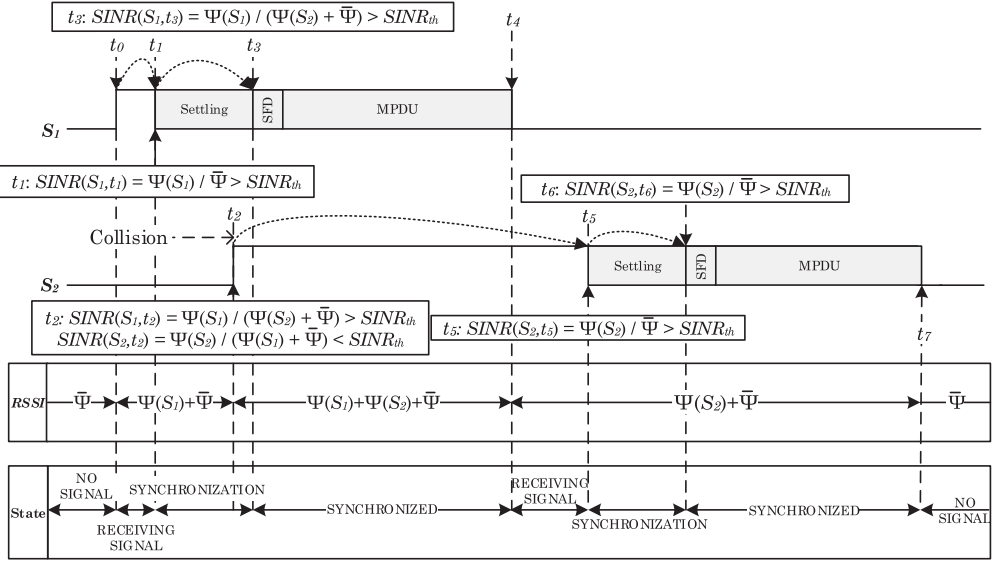 t3: SINR(S1,t3) = Ψ(S1) / (Ψ(S2) + Ψ̄) > SINRth
t4
t0 t1 t3
Settling SFD MPDU
S1
t1: SINR(S1,t1) = Ψ(S1) / Ψ̄ > SINRth
t6: SINR(S2,t6) = Ψ(S2) / Ψ̄ > SINRth
t2 t5
Collision
Settling SFD MPDU
S2
t2: SINR(S1,t2) = Ψ(S1) / (Ψ(S2) + Ψ̄) > SINRth
SINR(S2,t2) = Ψ(S2) / (Ψ(S1) + Ψ̄) < SINRth
t5: SINR(S2,t5) = Ψ(S2) / Ψ̄ > SINRth
t7
RSSI Ψ̄ Ψ(S1)+Ψ̄ Ψ(S1)+Ψ(S2)+Ψ̄ Ψ(S2)+Ψ̄ Ψ̄
State
NO
SIGNAL
RECEIVING
SIGNAL
SYNCHRONIZATION
SYNCHRONIZED
RECEIVING
SIGNAL
SYNCHRONIZATION
SYNCHRONIZED
NO
SIGNAL